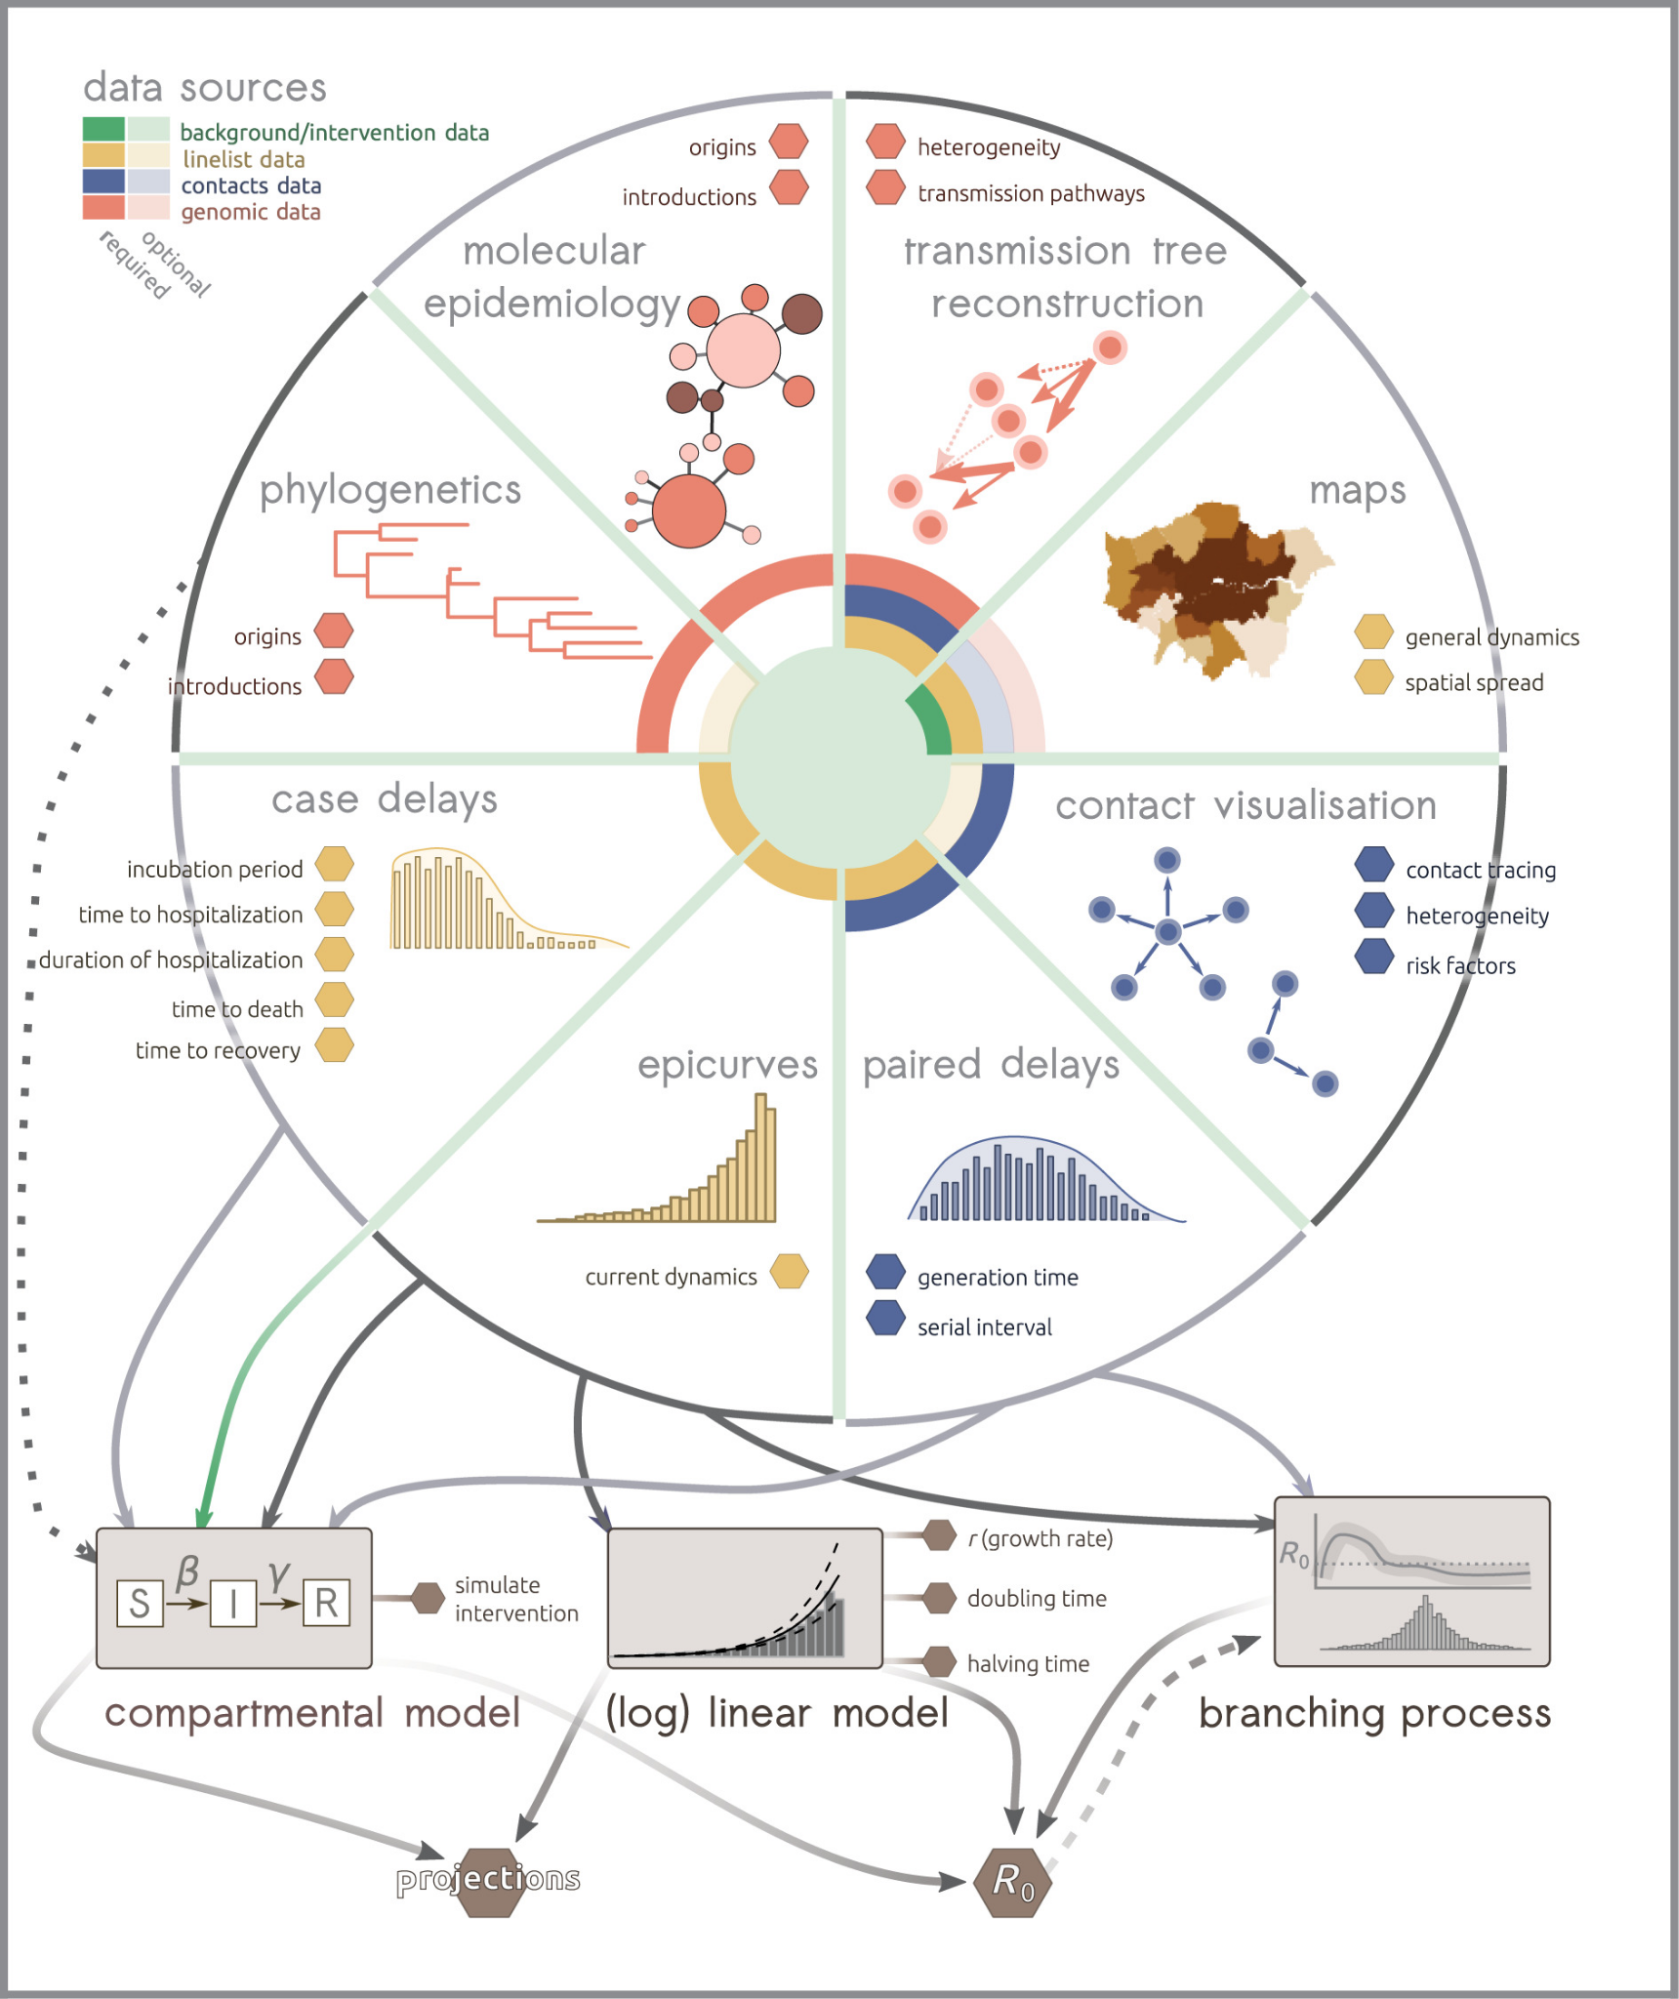 data sources
background/intervention data
linelist data
contacts data
genomic data
required
optional
origins
introductions
molecular
epidemiology
heterogeneity
transmission pathways
transmission tree
reconstruction
phylogenetics
origins
introductions
maps
general dynamics
spatial spread
case delays
incubation period
time to hospitalization
duration of hospitalization
time to death
time to recovery
contact visualisation
contact tracing
heterogeneity
risk factors
epicurves
current dynamics
paired delays
generation time
serial interval
S β I γ R
simulate
intervention
compartmental model
r (growth rate)
doubling time
halving time
(log) linear model
R0
branching process
projections
R0